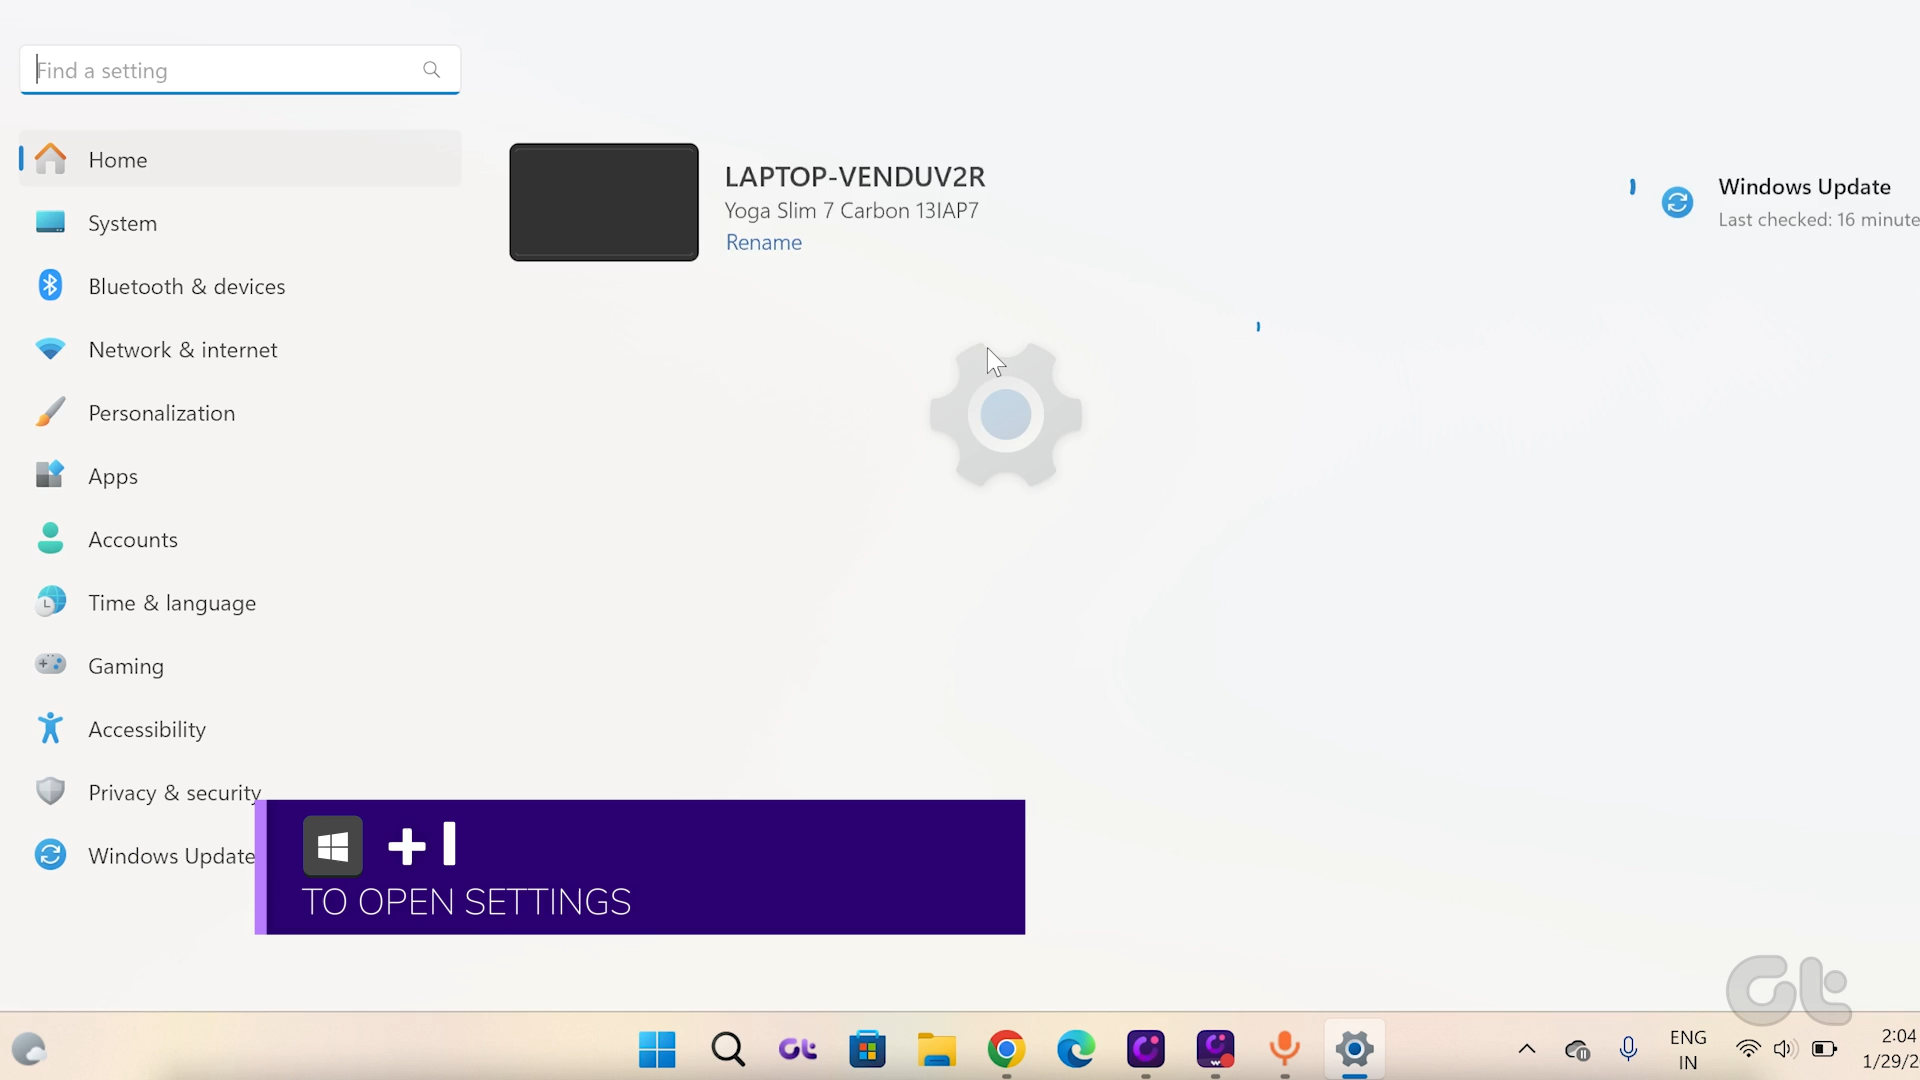 Find a setting
Home
System
Bluetooth & devices
Network & internet
Personalization
Apps
Accounts
Time & language
Gaming
Accessibility
Privacy & security
Windows Update
LAPTOP-VENDUV2R
Yoga Slim 7 Carbon 13IAP7
Rename
Windows Update
Last checked: 16 minute
+ I
TO OPEN SETTINGS
Gt
Gt
ENG
IN
2:04
1/29/2